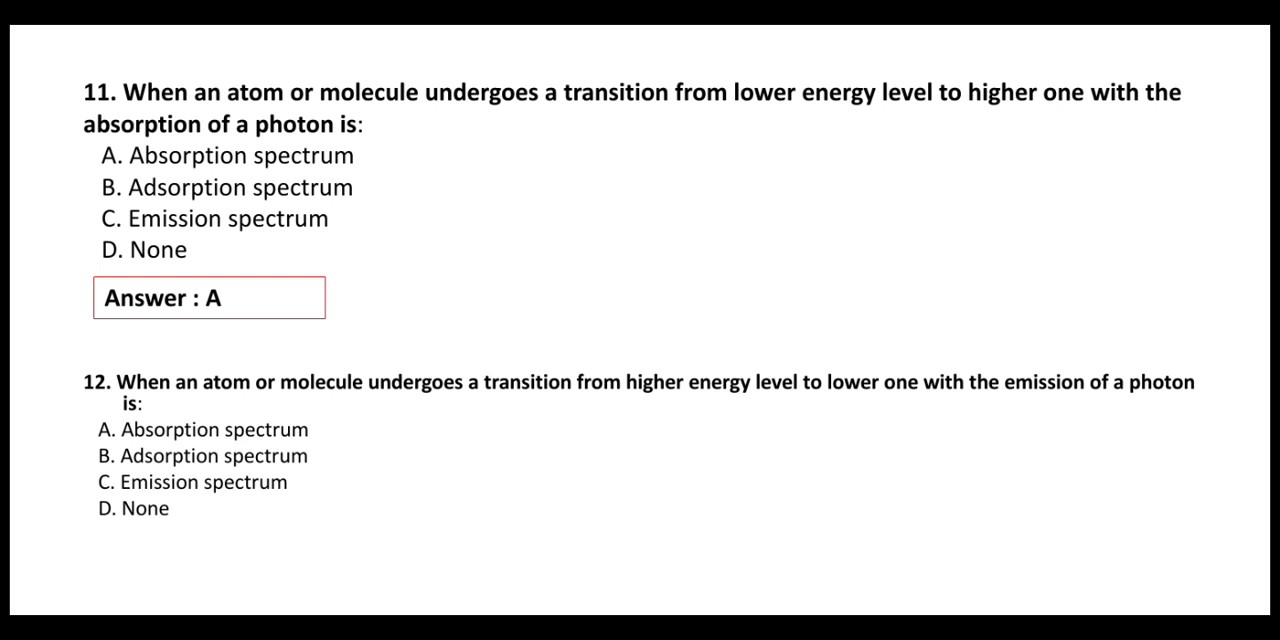 11. When an atom or molecule undergoes a transition from lower energy level to higher one with the
absorption of a photon is:
A. Absorption spectrum
B. Adsorption spectrum
C. Emission spectrum
D. None
Answer : A
12. When an atom or molecule undergoes a transition from higher energy level to lower one with the emission of a photon
is:
A. Absorption spectrum
B. Adsorption spectrum
C. Emission spectrum
D. None